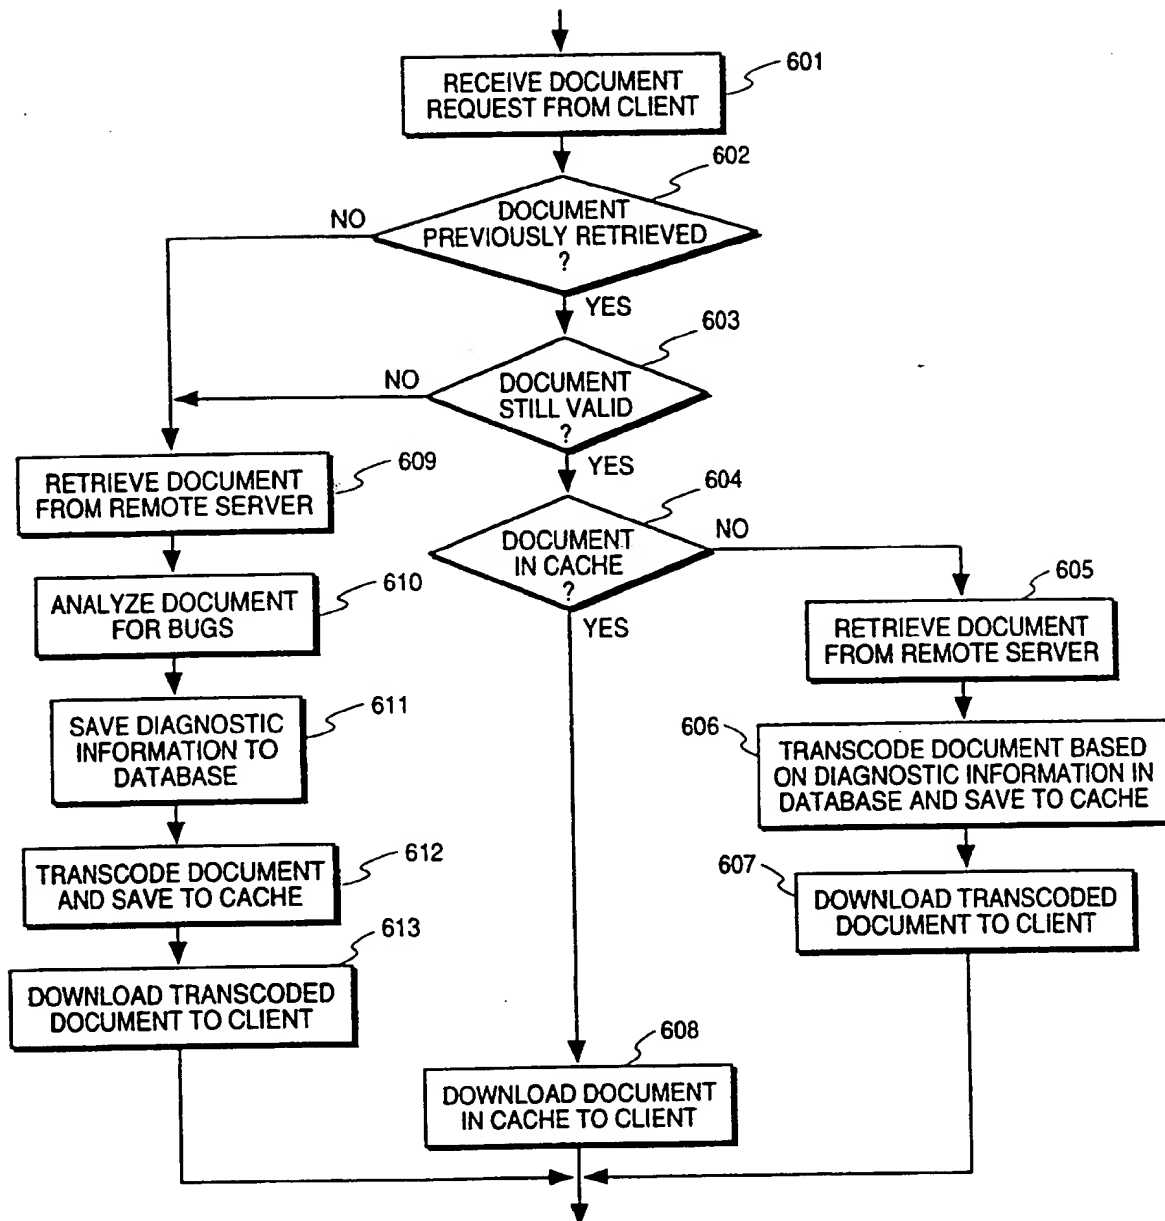 RECEIVE DOCUMENT
REQUEST FROM CLIENT
601
602
DOCUMENT
PREVIOUSLY RETRIEVED
?
NO
YES
603
DOCUMENT
STILL VALID
?
NO
YES
604
DOCUMENT
IN CACHE
?
NO
YES
609
RETRIEVE DOCUMENT
FROM REMOTE SERVER
610
ANALYZE DOCUMENT
FOR BUGS
611
SAVE DIAGNOSTIC
INFORMATION TO
DATABASE
612
TRANSCODE DOCUMENT
AND SAVE TO CACHE
613
DOWNLOAD TRANSCODED
DOCUMENT TO CLIENT
605
RETRIEVE DOCUMENT
FROM REMOTE SERVER
606
TRANSCODE DOCUMENT BASED
ON DIAGNOSTIC INFORMATION IN
DATABASE AND SAVE TO CACHE
607
DOWNLOAD TRANSCODED
DOCUMENT TO CLIENT
608
DOWNLOAD DOCUMENT
IN CACHE TO CLIENT